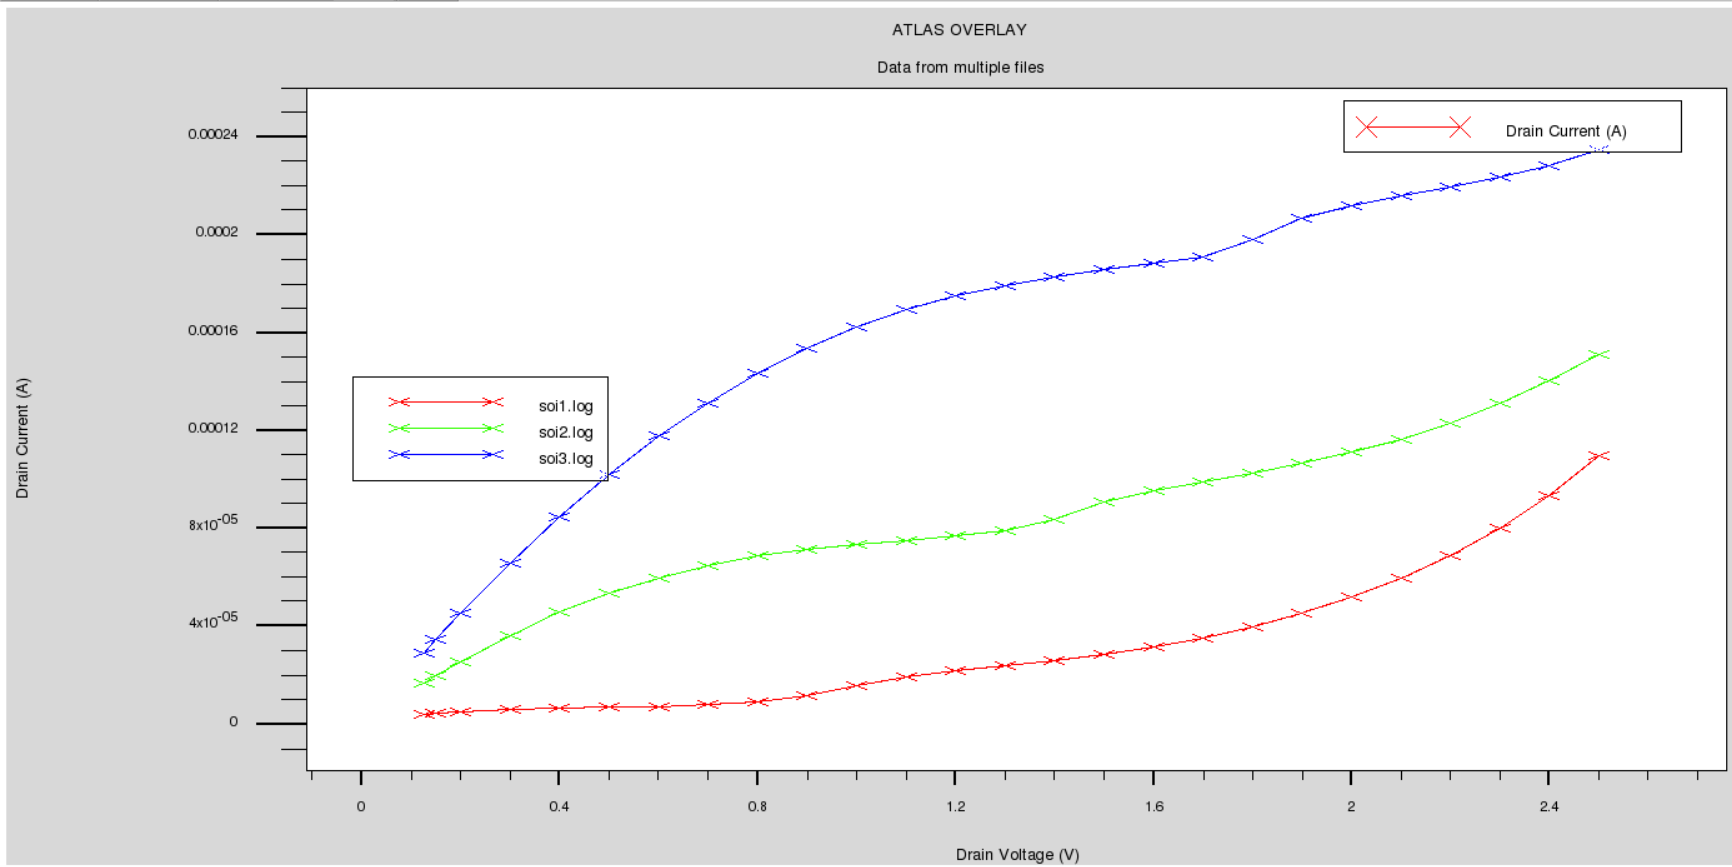 ATLAS OVERLAY
Data from multiple files
Drain Current (A)
0.00024
0.0002
0.00016
0.00012
8x10-05
4x10-05
0
Drain Current (A)
soi1.log
soi2.log
soi3.log
0 0.4 0.8 1.2 1.6 2 2.4
Drain Voltage (V)